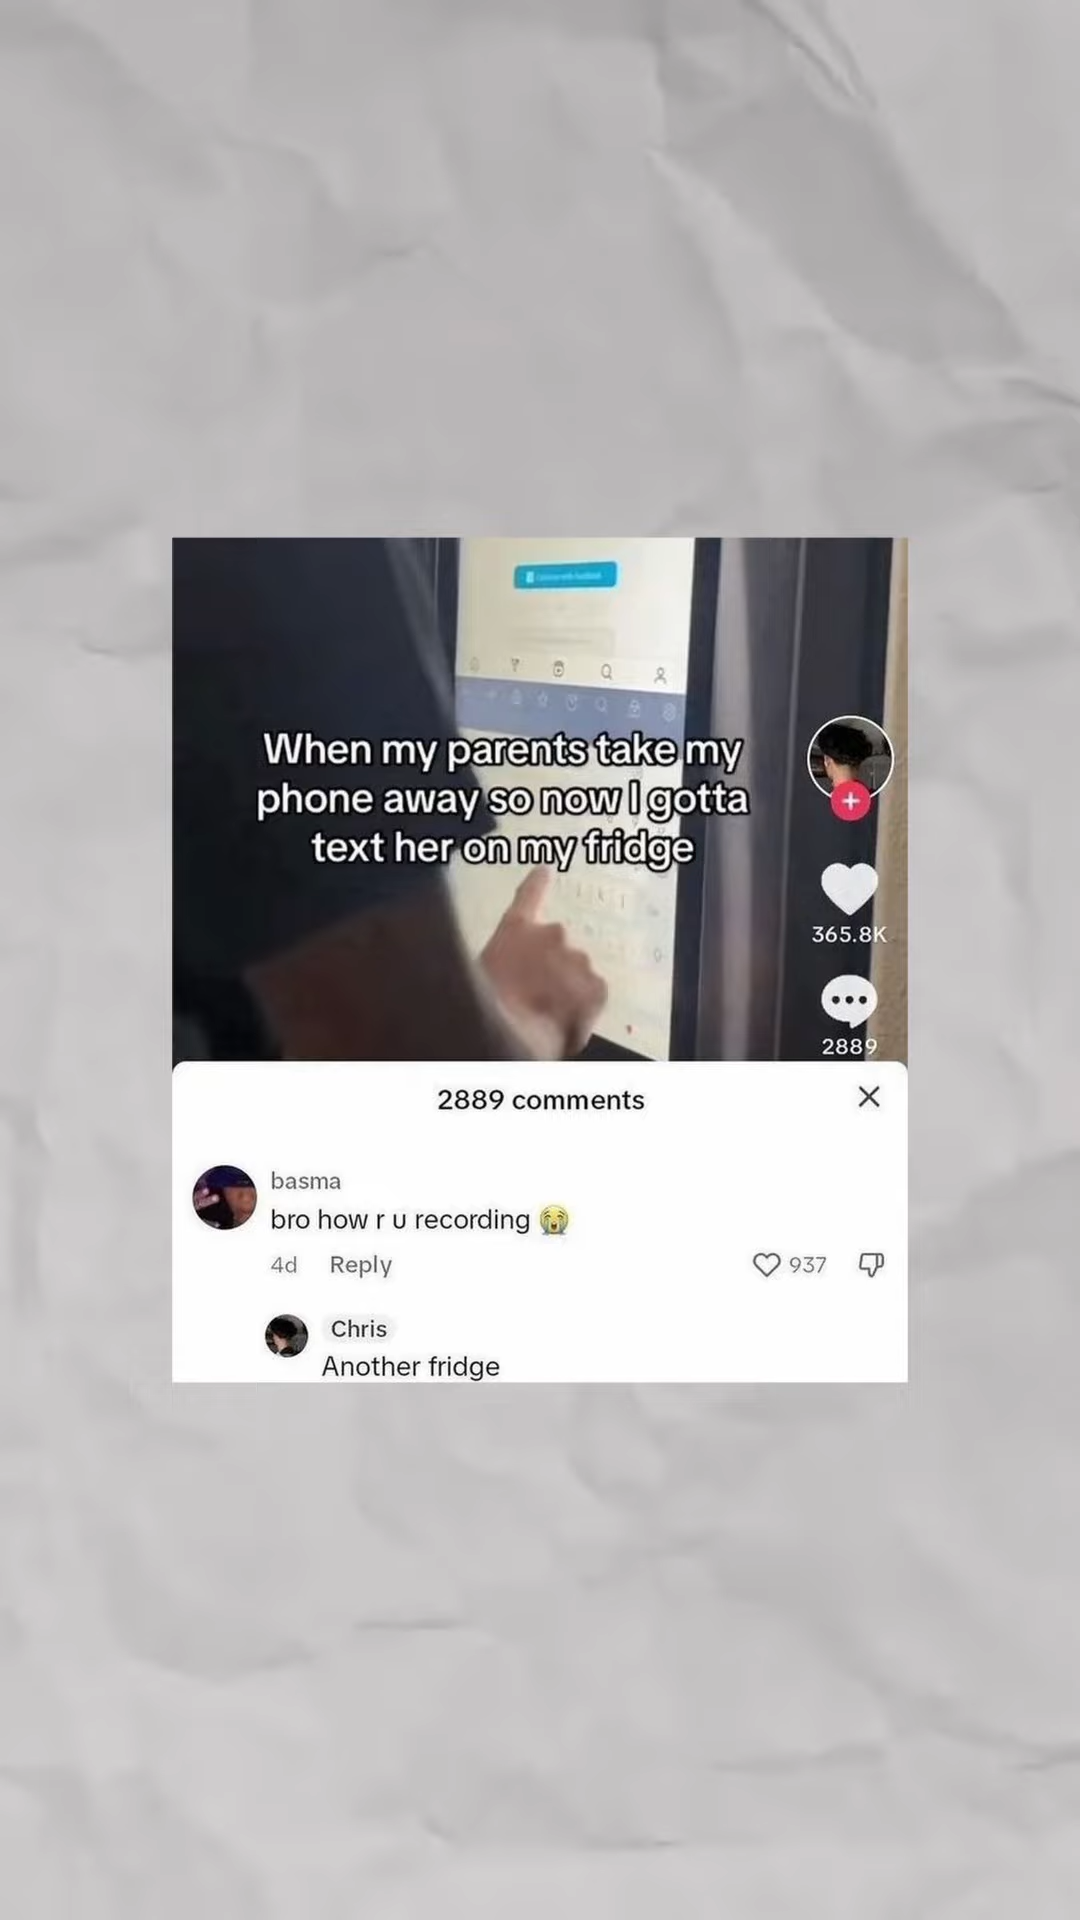 When my parents take my
phone away so now I gotta
text her on my fridge
365.8K
2889
2889 comments
basma
bro how r u recording 😭
4d Reply
937
Chris
Another fridge